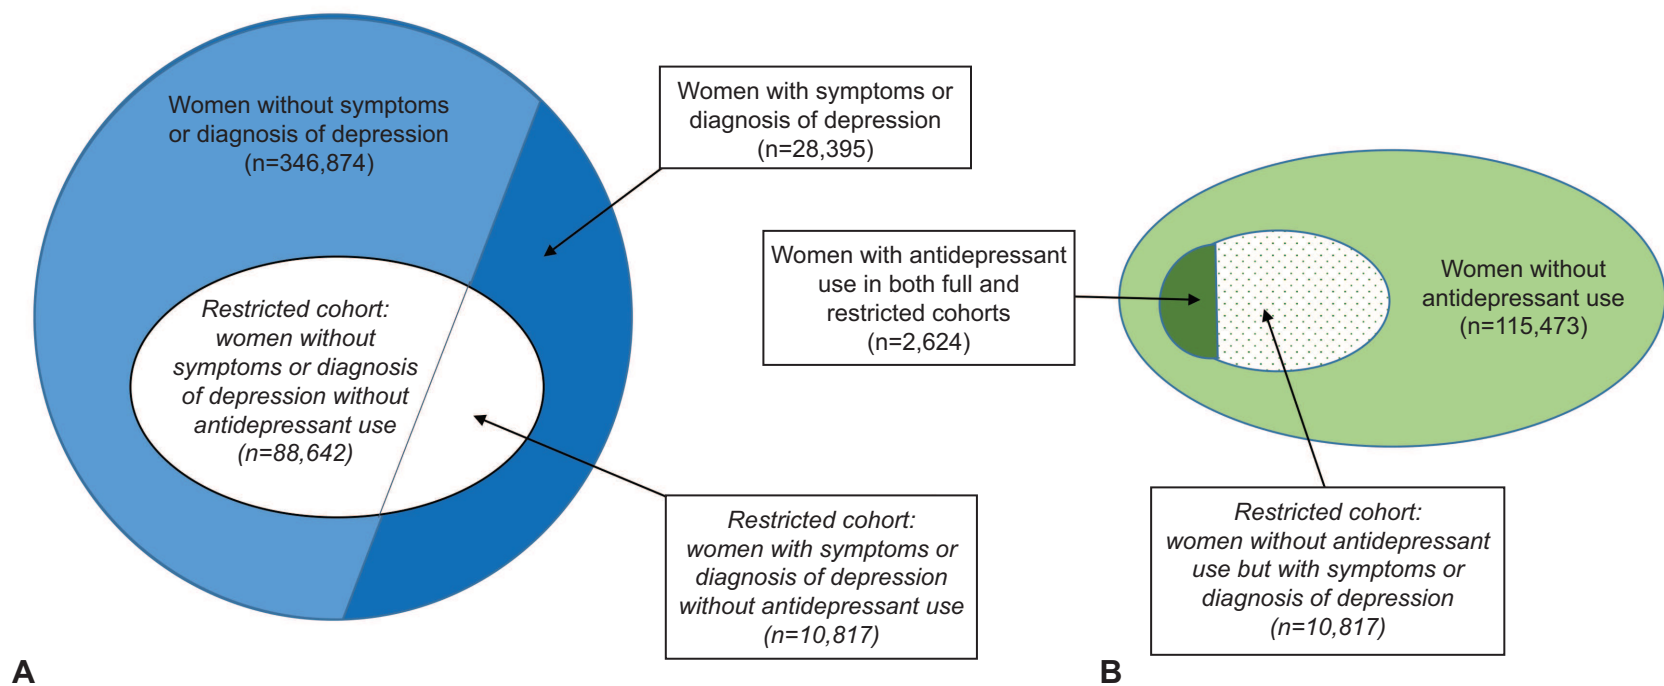 Women without symptoms
or diagnosis of depression
(n=346,874)
Women with symptoms or
diagnosis of depression
(n=28,395)
Restricted cohort:
women without
symptoms or diagnosis
of depression without
antidepressant use
(n=88,642)
Restricted cohort:
women with symptoms or
diagnosis of depression
without antidepressant use
(n=10,817)
A
Women with antidepressant
use in both full and
restricted cohorts
(n=2,624)
Women without
antidepressant use
(n=115,473)
Restricted cohort:
women without antidepressant
use but with symptoms or
diagnosis of depression
(n=10,817)
B